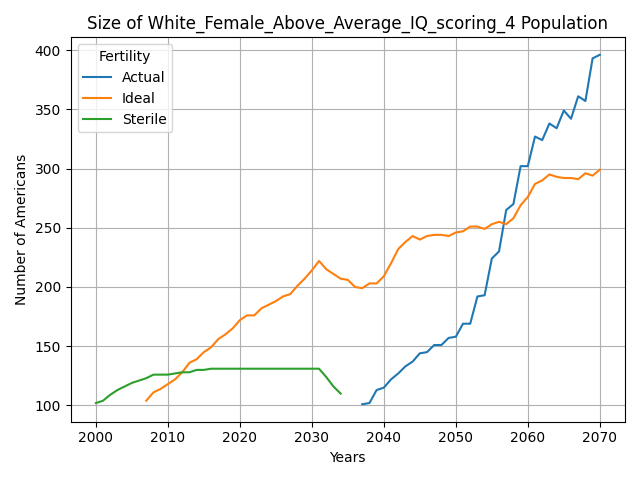 Size of White_Female_Above_Average_IQ_scoring_4 Population
Fertility
Actual
Ideal
Sterile
Number of Americans
400
350
300
250
200
150
100
2000
2010
2020
2030
2040
2050
2060
2070
Years